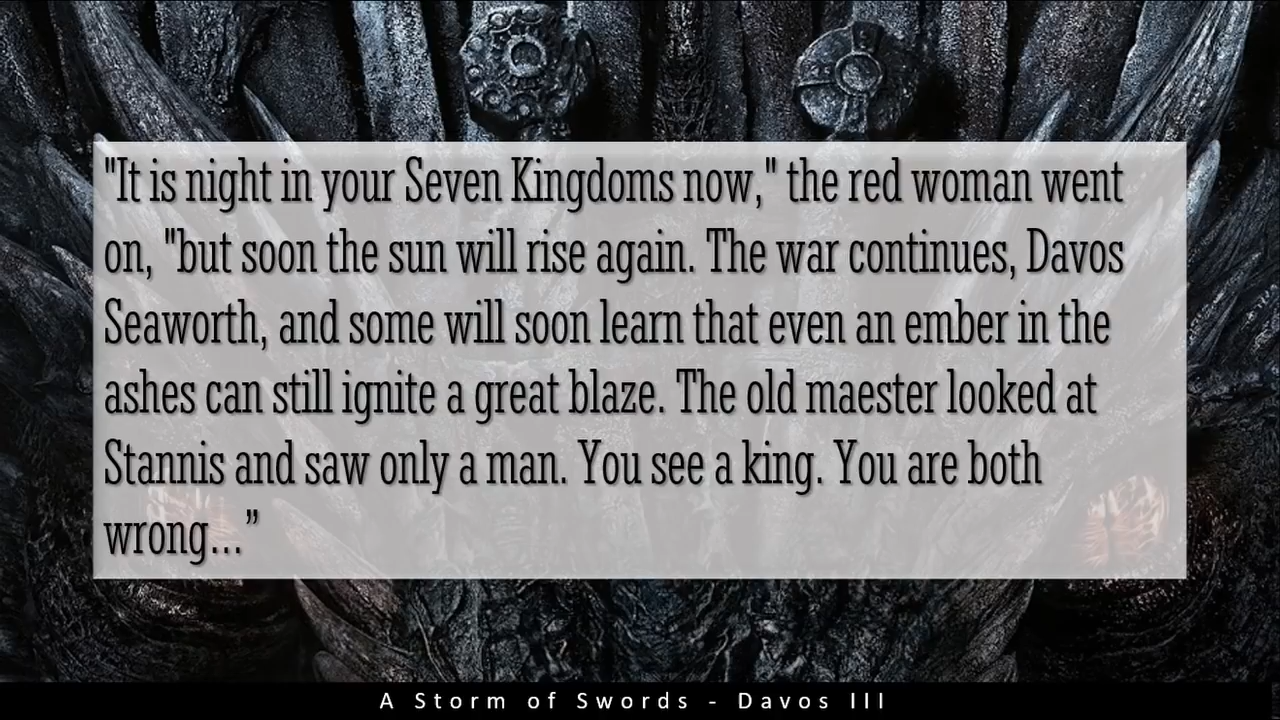 "It is night in your Seven Kingdoms now," the red woman went
on, "but soon the sun will rise again. The war continues, Davos
Seaworth, and some will soon learn that even an ember in the
ashes can still ignite a great blaze. The old maester looked at
Stannis and saw only a man. You see a king. You are both
wrong...”
A Storm of Swords - Davos III